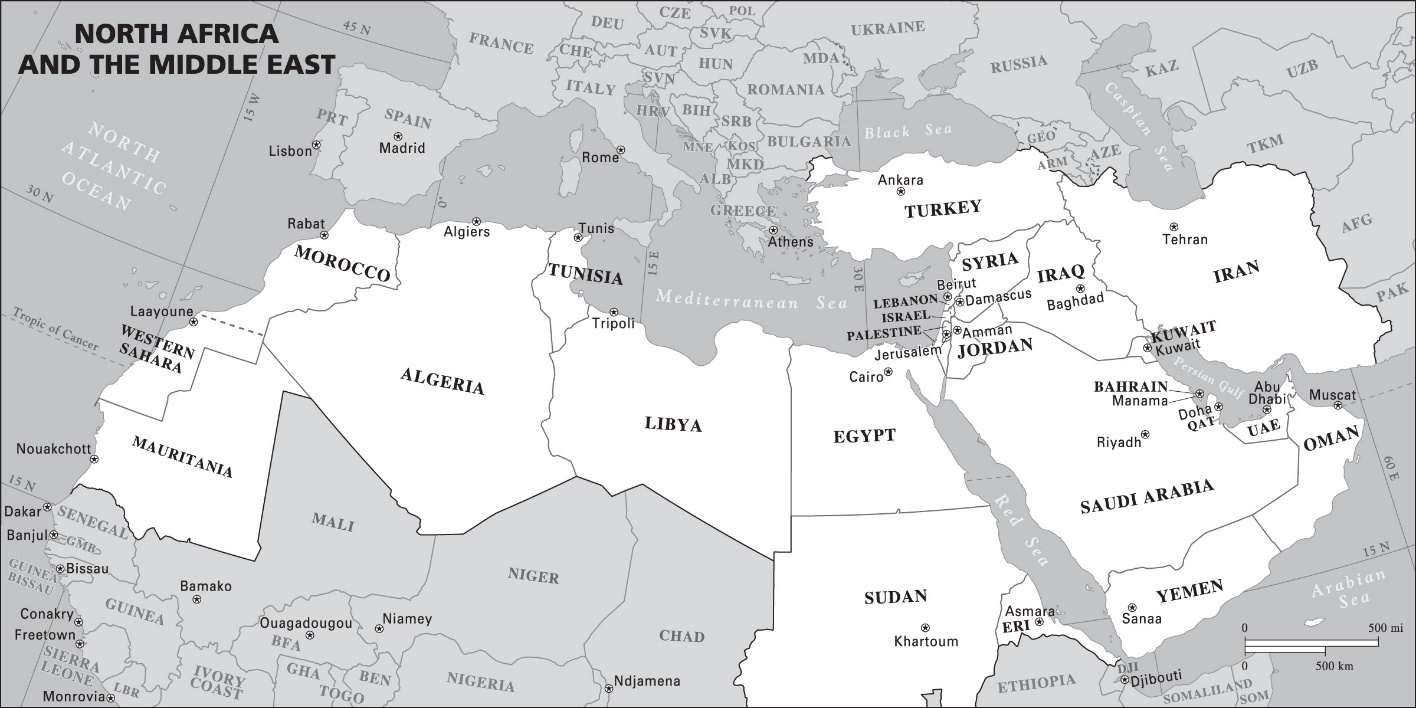 NORTH AFRICA
AND THE MIDDLE EAST
45 N
15 W
30 N
15 N
0°
15 E
30 E
60 E
15 N
Tropic of Cancer
NORTH
ATLANTIC
OCEAN
Mediterranean Sea
Black Sea
Caspian
Sea
Persian Gulf
Red Sea
Arabian
Sea
FRANCE
DEU
CZE
POL
SVK
CHE
AUT
HUN
SVN
ITALY
HRV
BIH
SRB
MNE
KOS
MKD
ALB
GREECE
BULGARIA
ROMANIA
MDA
UKRAINE
RUSSIA
KAZ
UZB
TKM
GEO
ARM
AZE
AFG
PAK
PRT
SPAIN
Lisbon
Madrid
Rome
Athens
Rabat
MOROCCO
Algiers
ALGERIA
Tunis
TUNISIA
Tripoli
LIBYA
Laayoune
WESTERN
SAHARA
MAURITANIA
Nouakchott
Cairo
EGYPT
Ankara
TURKEY
SYRIA
Beirut
LEBANON
Damascus
ISRAEL
PALESTINE
Amman
Jerusalem
JORDAN
IRAQ
Baghdad
Tehran
IRAN
KUWAIT
Kuwait
BAHRAIN
Manama
Doha
QAT
Abu
Dhabi
UAE
Muscat
OMAN
Riyadh
SAUDI ARABIA
YEMEN
Sanaa
SUDAN
Khartoum
Asmara
ERI
DJI
Djibouti
ETHIOPIA
SOMALILAND
SOM
Dakar
SENEGAL
Banjul
GMB
Bissau
GUINEA
BISSAU
GUINEA
Conakry
Freetown
SIERRA
LEONE
Monrovia
LBR
IVORY
COAST
MALI
Bamako
Ouagadougou
BFA
GHA
TOGO
BEN
Niamey
NIGER
NIGERIA
CHAD
Ndjamena
0 500 mi
0 500 km